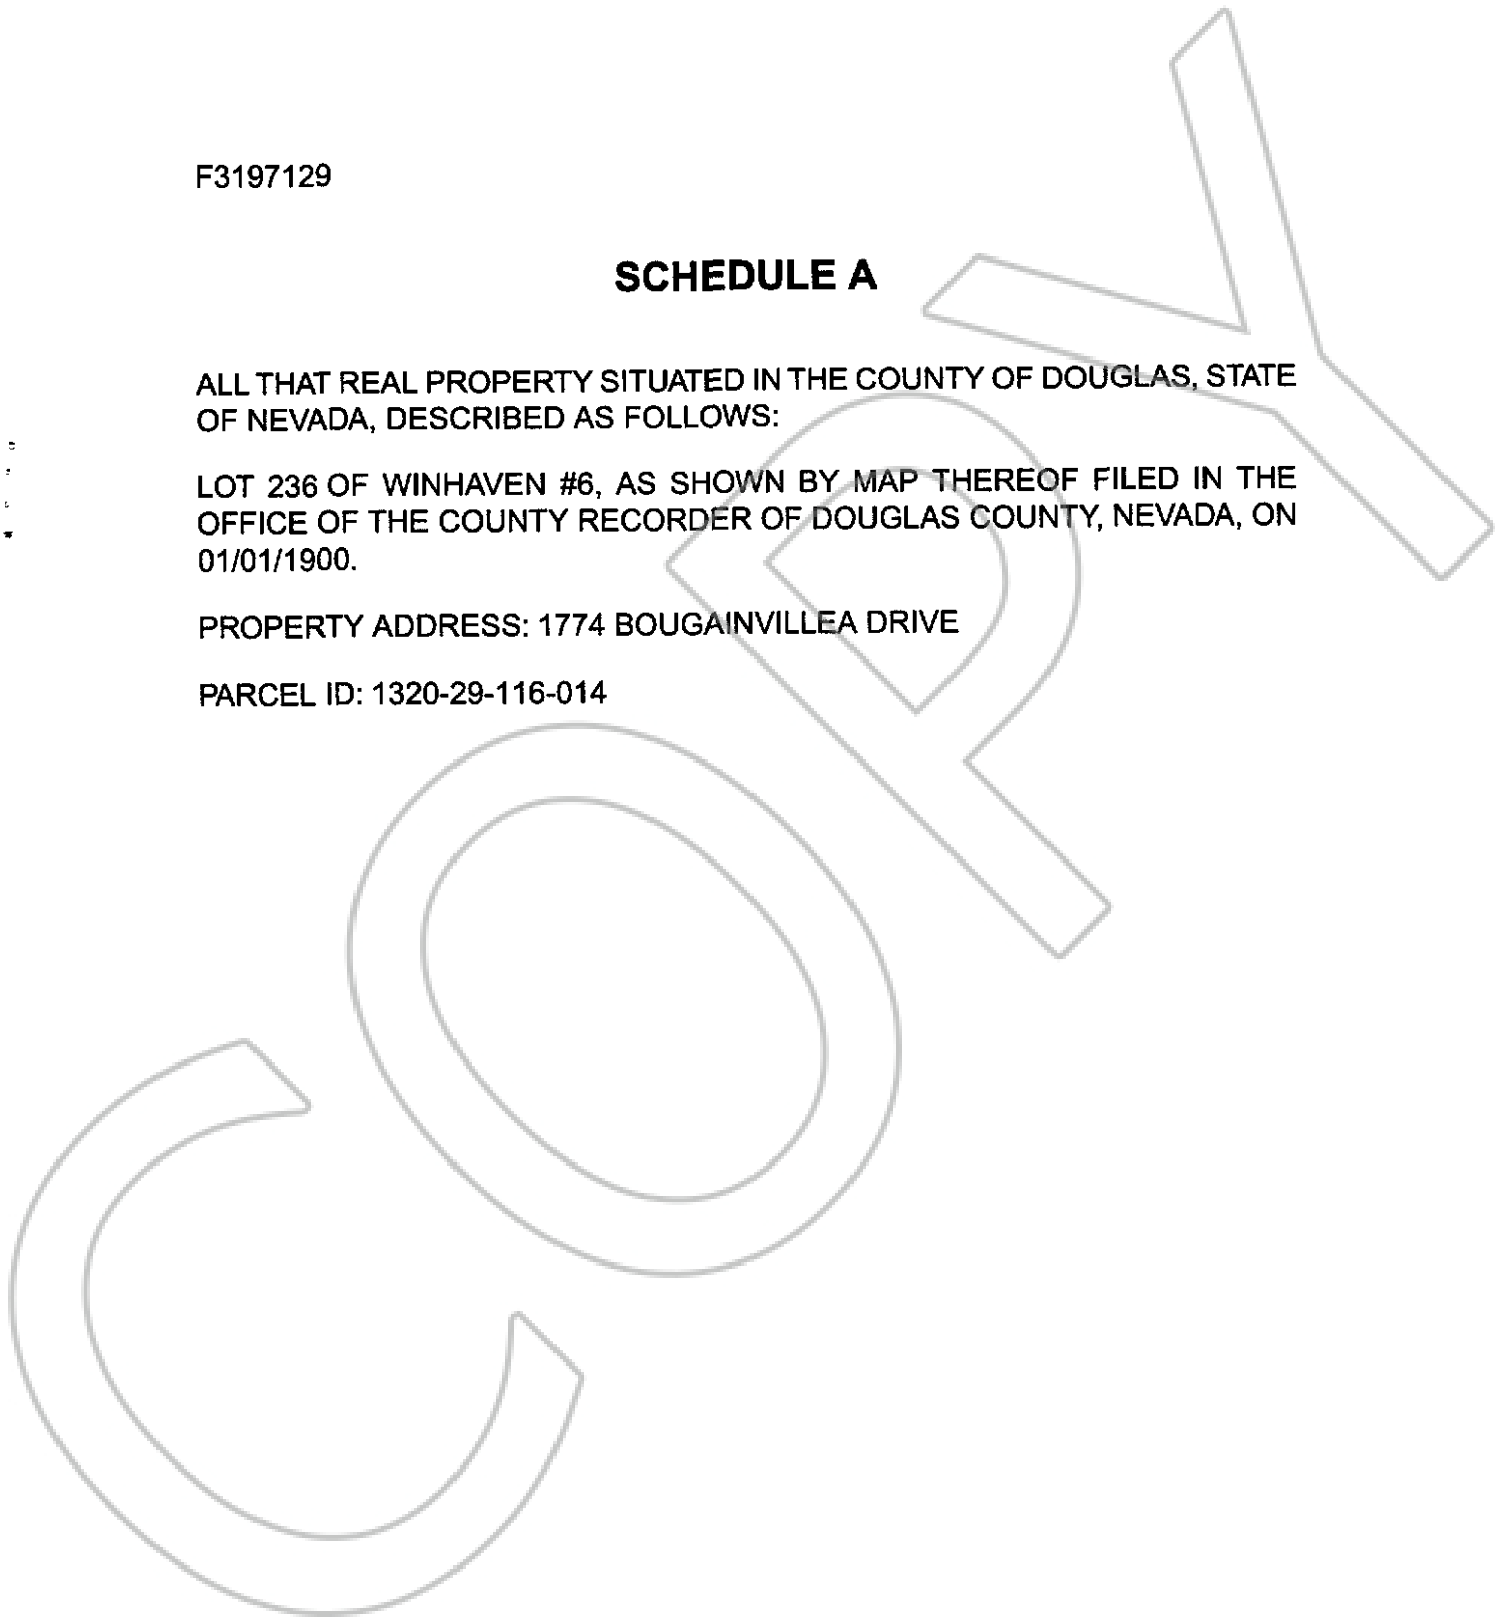 F3197129
SCHEDULE A
ALL THAT REAL PROPERTY SITUATED IN THE COUNTY OF DOUGLAS, STATE
OF NEVADA, DESCRIBED AS FOLLOWS:
LOT 236 OF WINHAVEN #6, AS SHOWN BY MAP THEREOF FILED IN THE
OFFICE OF THE COUNTY RECORDER OF DOUGLAS COUNTY, NEVADA, ON
01/01/1900.
PROPERTY ADDRESS: 1774 BOUGAINVILLEA DRIVE
PARCEL ID: 1320-29-116-014
COPY